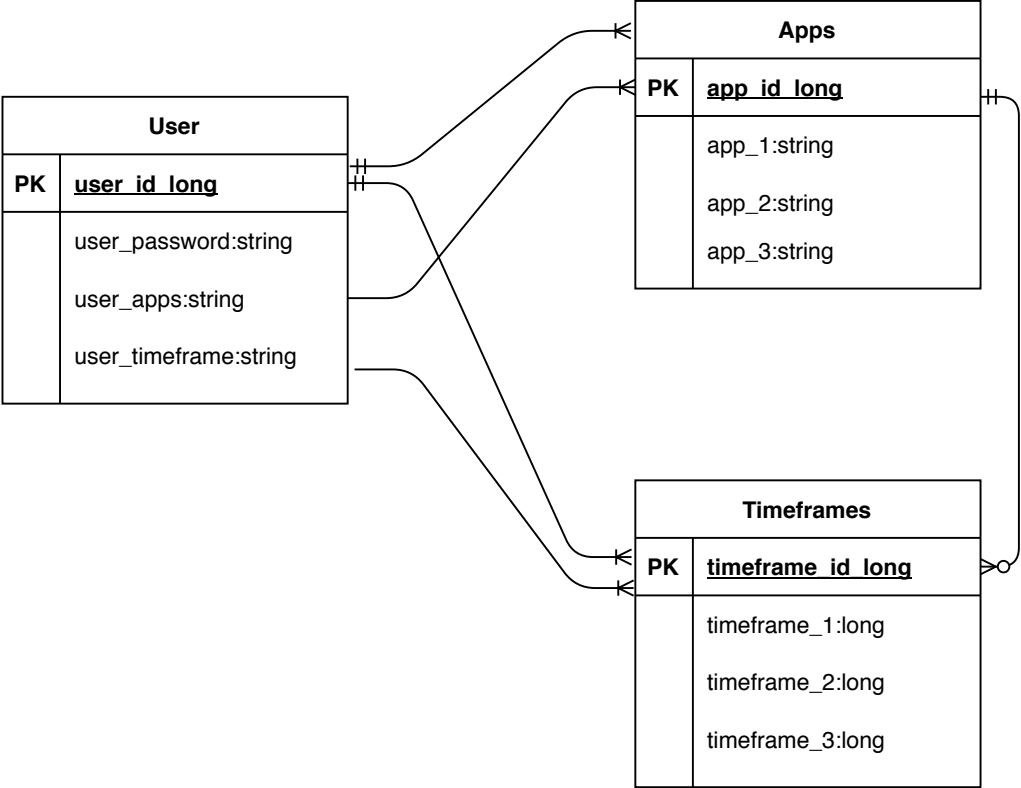 User
PK user_id_long
user_password:string
user_apps:string
user_timeframe:string
Apps
PK app_id_long
app_1:string
app_2:string
app_3:string
Timeframes
PK timeframe_id_long
timeframe_1:long
timeframe_2:long
timeframe_3:long